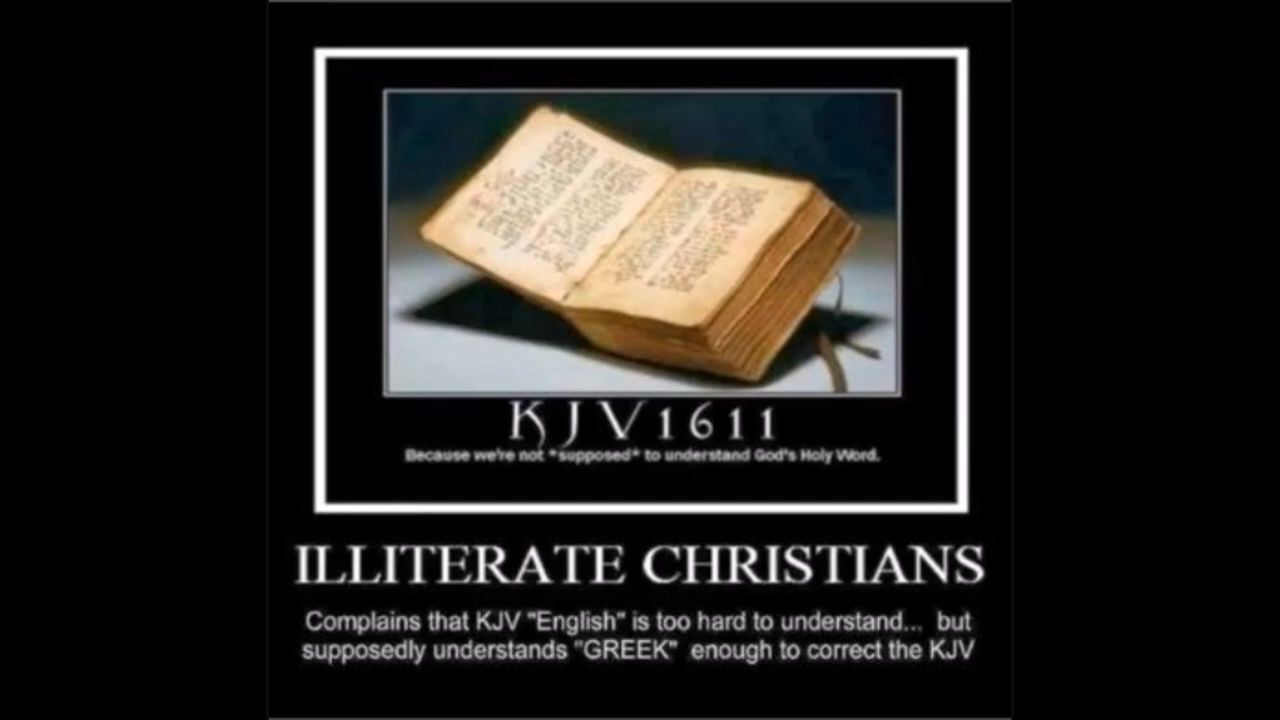 KJV1611
Because we're not *supposed* to understand God's Holy Word.
ILLITERATE CHRISTIANS
Complains that KJV "English" is too hard to understand... but
supposedly understands "GREEK" enough to correct the KJV